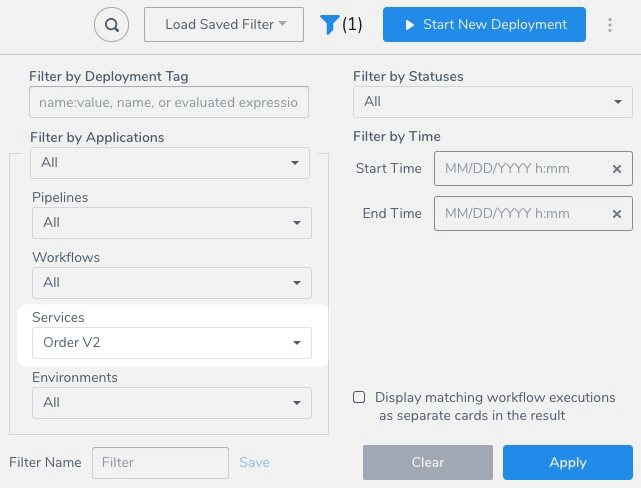 Load Saved Filter
(1)
Start New Deployment
Filter by Deployment Tag
name:value, name, or evaluated expressio
Filter by Applications
All
Pipelines
All
Workflows
All
Services
Order V2
Environments
All
Filter by Statuses
All
Filter by Time
Start Time MM/DD/YYYY h:mm
End Time MM/DD/YYYY h:mm
Display matching workflow executions
as separate cards in the result
Filter Name Filter Save
Clear
Apply